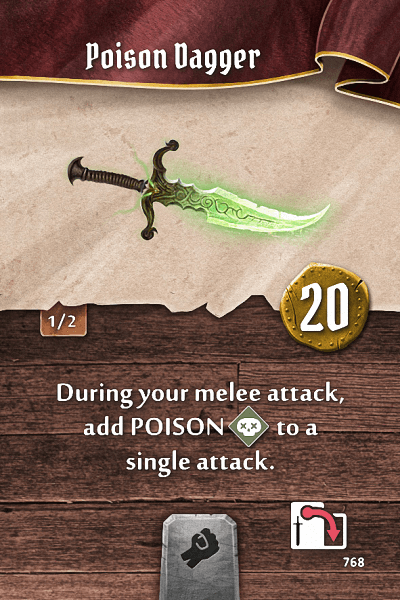 Poison Dagger
1/2
20
During your melee attack,
add POISON to a
single attack.
768